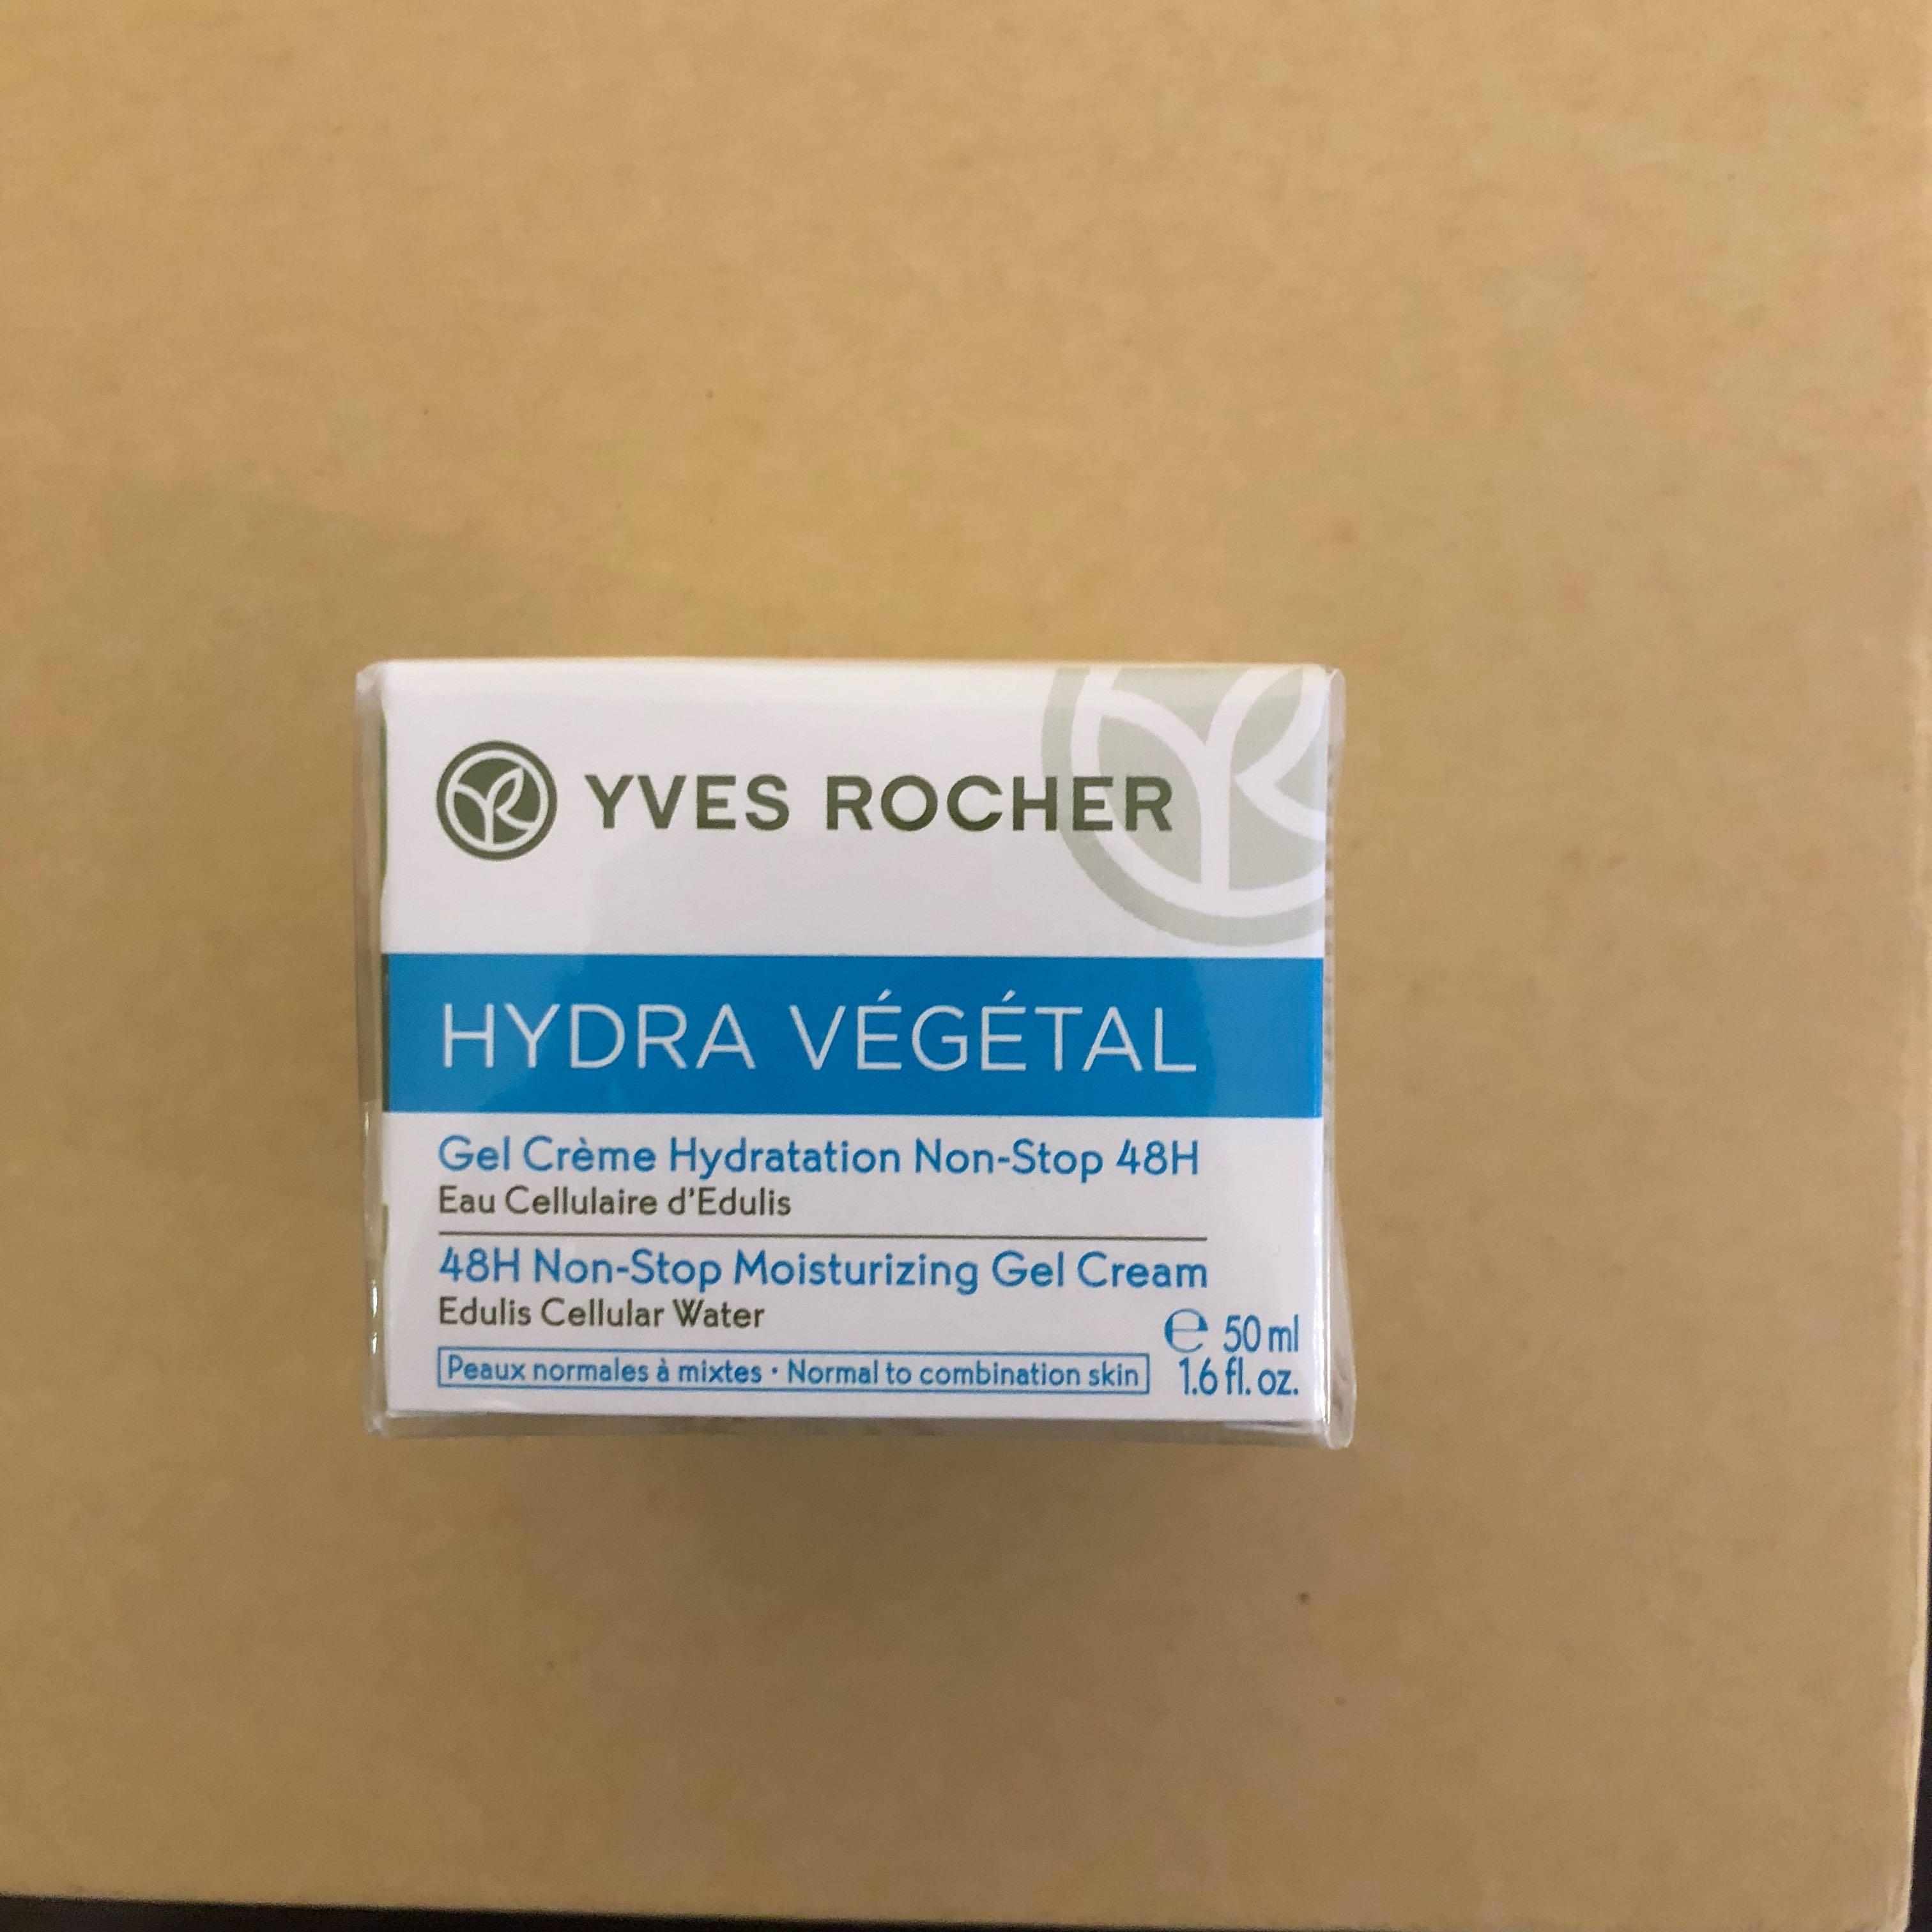 YVES ROCHER
HYDRA VÉGÉTAL
Gel Crème Hydratation Non-Stop 48H
Eau Cellulaire d'Edulis
48H Non-Stop Moisturizing Gel Cream
Edulis Cellular Water
Peaux normales à mixtes • Normal to combination skin
℮ 50 ml
1.6 fl. oz.